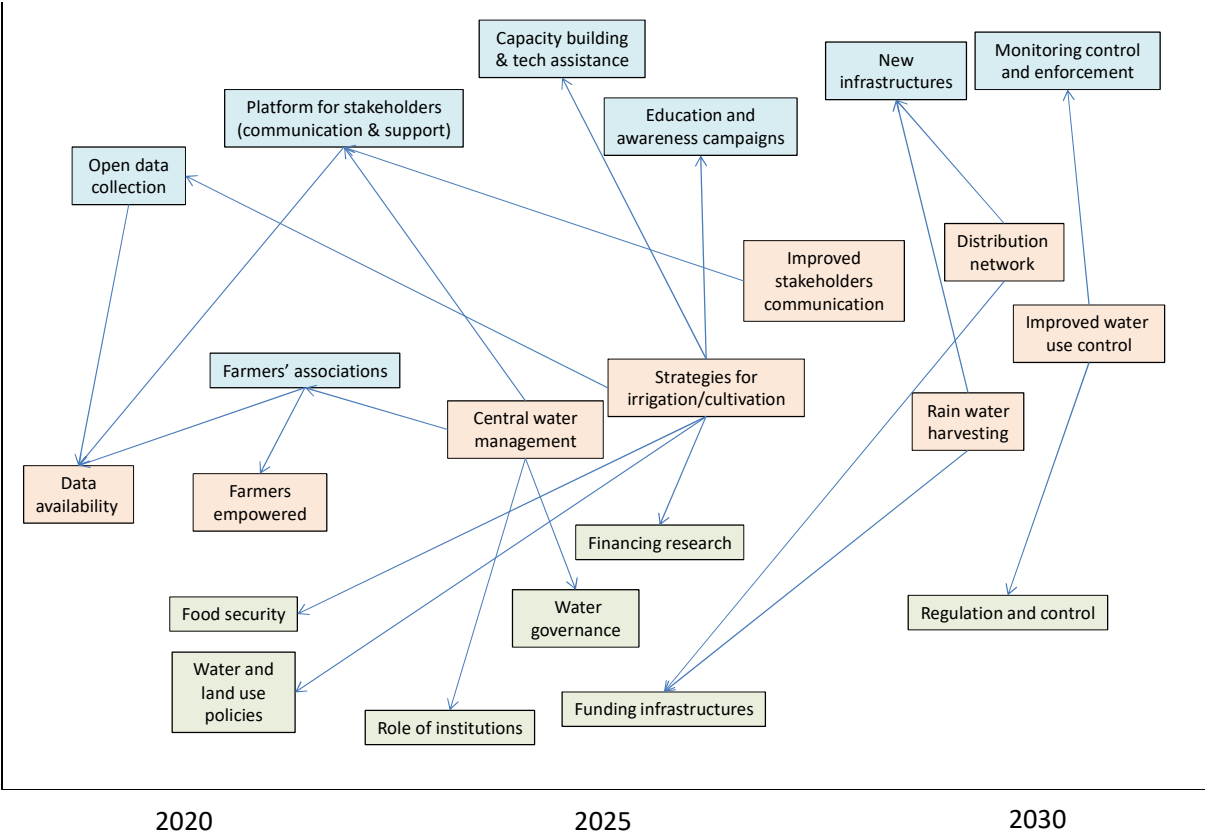 Capacity building
& tech assistance
New
infrastructures
Monitoring control
and enforcement
Platform for stakeholders
(communication & support)
Education and
awareness campaigns
Open data
collection
Distribution
network
Improved
stakeholders
communication
Improved water
use control
Farmers’ associations
Strategies for
irrigation/cultivation
Central water
management
Rain water
harvesting
Data
availability
Farmers
empowered
Financing research
Food security
Water
governance
Regulation and control
Water and
land use
policies
Role of institutions
Funding infrastructures
2020
2025
2030